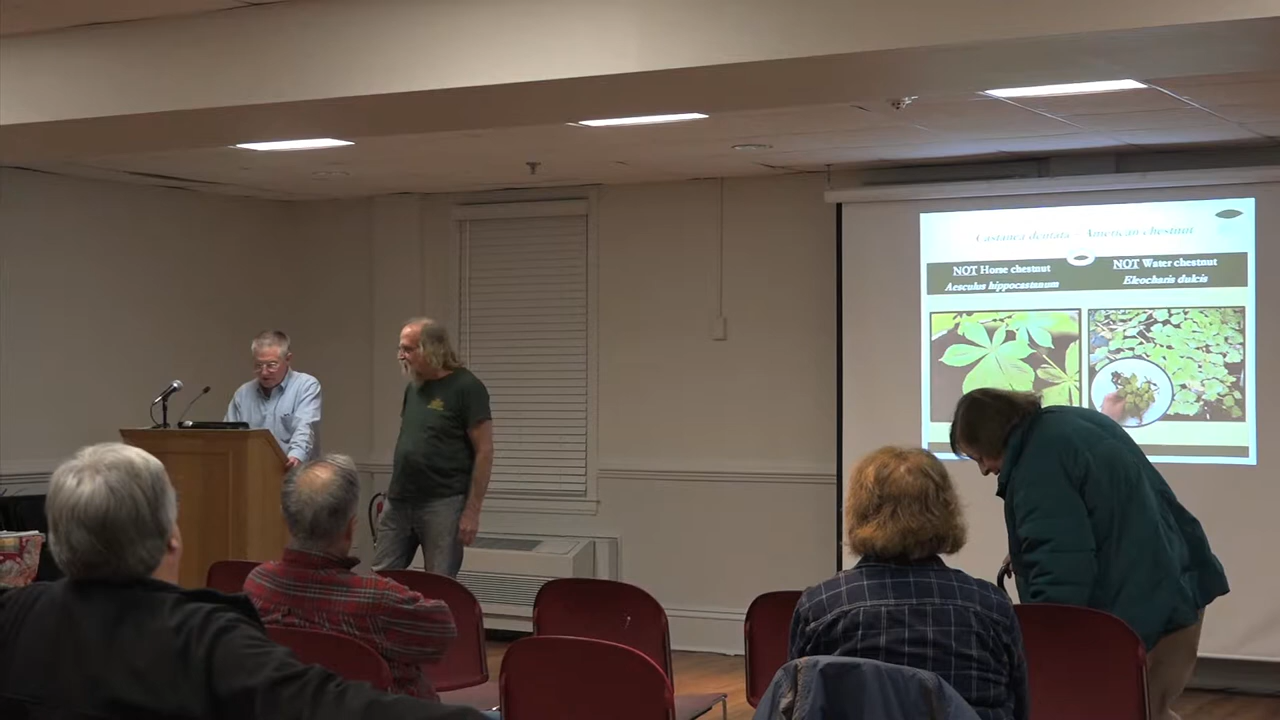 Castanea dentata - American chestnut
NOT Horse chestnut
Aesculus hippocastanum
NOT Water chestnut
Eleocharis dulcis